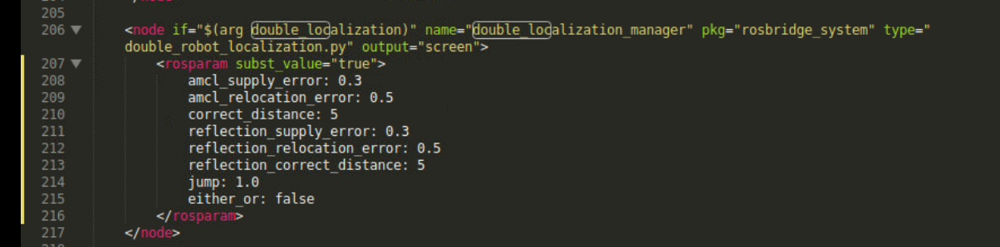 205
206 ▼ <node if="$(arg double_localization)" name="double_localization_manager" pkg="rosbridge_system" type="
double_robot_localization.py" output="screen">
207 ▼ <rosparam subst_value="true">
208 amcl_supply_error: 0.3
209 amcl_relocation_error: 0.5
210 correct_distance: 5
211 reflection_supply_error: 0.3
212 reflection_relocation_error: 0.5
213 reflection_correct_distance: 5
214 jump: 1.0
215 either_or: false
216 </rosparam>
217 </node>